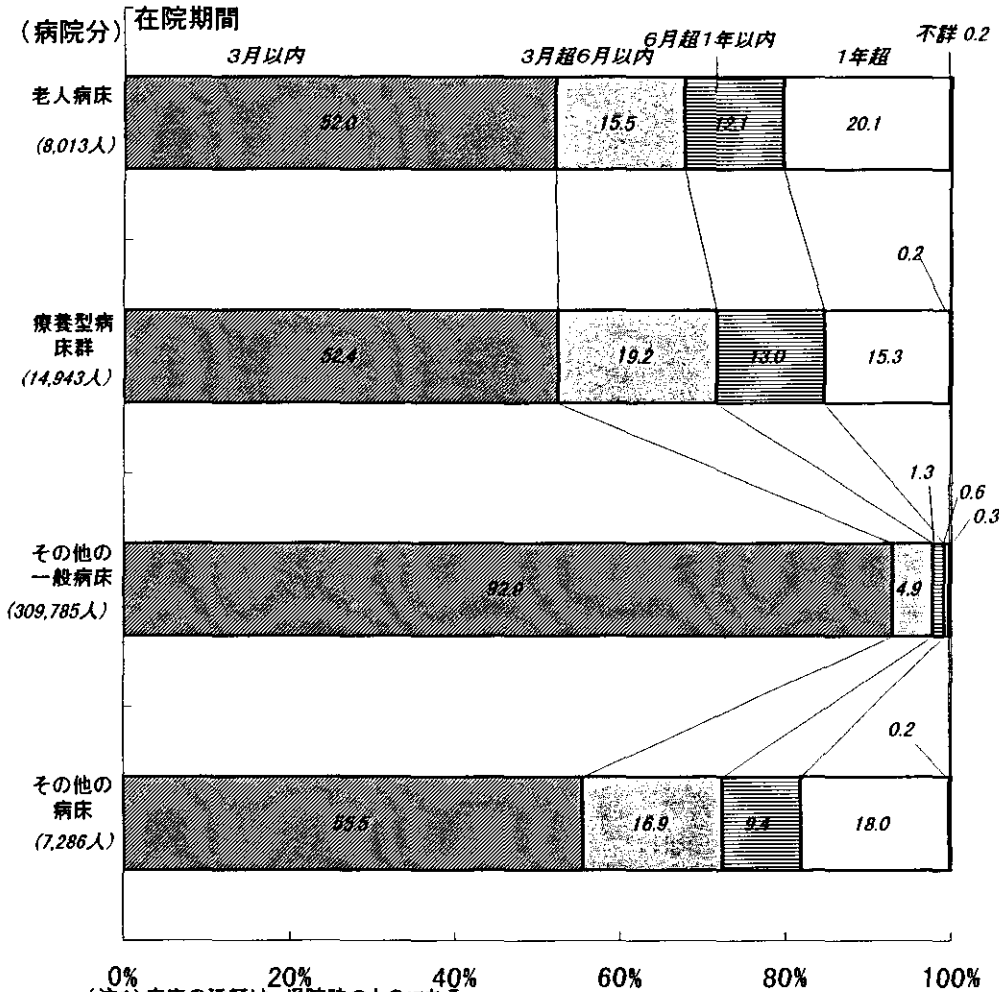 (病院分) 在院期間
3月以内 3月超6月以内 6月超1年以内 1年超 不詳 0.2
老人病床
(8,013人)
52.0 15.5 12.1 20.1
0.2
療養型病
床群
(14,943人)
52.4 19.2 13.0 15.3
1.3
0.6
0.3
その他の
一般病床
(309,785人)
92.9 4.9
0.2
その他の
病床
(7,286人)
55.5 16.9 9.4 18.0
0% 20% 40% 60% 80% 100%